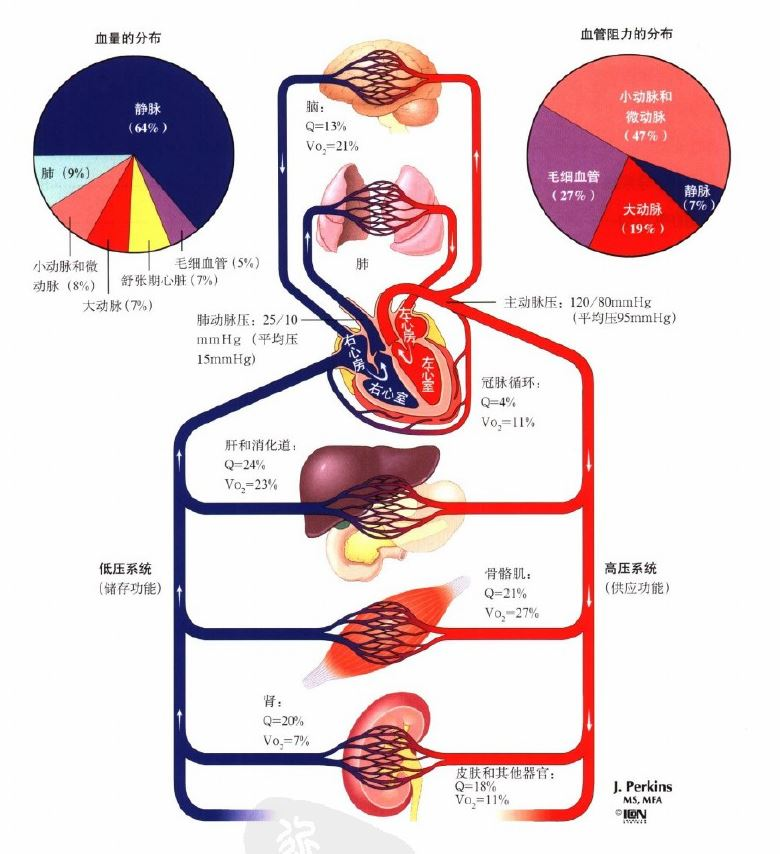 血量的分布
静脉
(64%)
肺 (9%)
小动脉和微
动脉 (8%)
大动脉(7%)
舒张期心脏(7%)
毛细血管(5%)
血管阻力的分布
小动脉和
微动脉
(47%)
毛细血管
(27%)
大动脉
(19%)
静脉
(7%)
脑:
Q=13%
Vo₂=21%
肺
肺动脉压: 25/10
mmHg (平均压
15mmHg)
主动脉压: 120/80mmHg
(平均压95mmHg)
左心房
右心房
左心室
右心室
冠脉循环:
Q=4%
Vo₂=11%
肝和消化道:
Q=24%
Vo₂=23%
低压系统
(储存功能)
高压系统
(供应功能)
骨骼肌:
Q=21%
Vo₂=27%
肾:
Q=20%
Vo₂=7%
皮肤和其他器官:
Q=18%
Vo₂=11%
J. Perkins
MS, MFA
©ICON